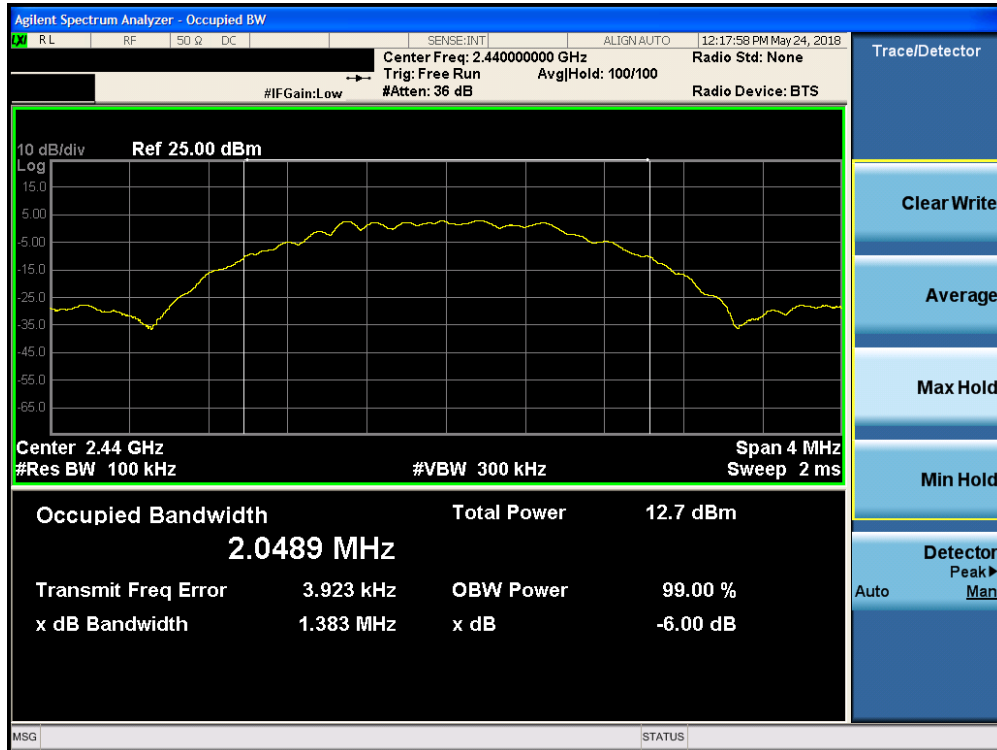 Agilent Spectrum Analyzer - Occupied BW
LXI RL RF 50 Ω DC SENSE:INT ALIGN AUTO 12:17:58 PM May 24, 2018
Center Freq: 2.440000000 GHz Radio Std: None
Trig: Free Run Avg|Hold: 100/100
#IFGain:Low #Atten: 36 dB Radio Device: BTS
Trace/Detector
10 dB/div Ref 25.00 dBm
Log
15.0
5.00
-5.00
-15.0
-25.0
-35.0
-45.0
-55.0
-65.0
Center 2.44 GHz Span 4 MHz
#Res BW 100 kHz #VBW 300 kHz Sweep 2 ms
Occupied Bandwidth Total Power 12.7 dBm
2.0489 MHz
Transmit Freq Error 3.923 kHz OBW Power 99.00 %
x dB Bandwidth 1.383 MHz x dB -6.00 dB
Clear Write
Average
Max Hold
Min Hold
Detector
Peak▶
Auto Man
MSG STATUS